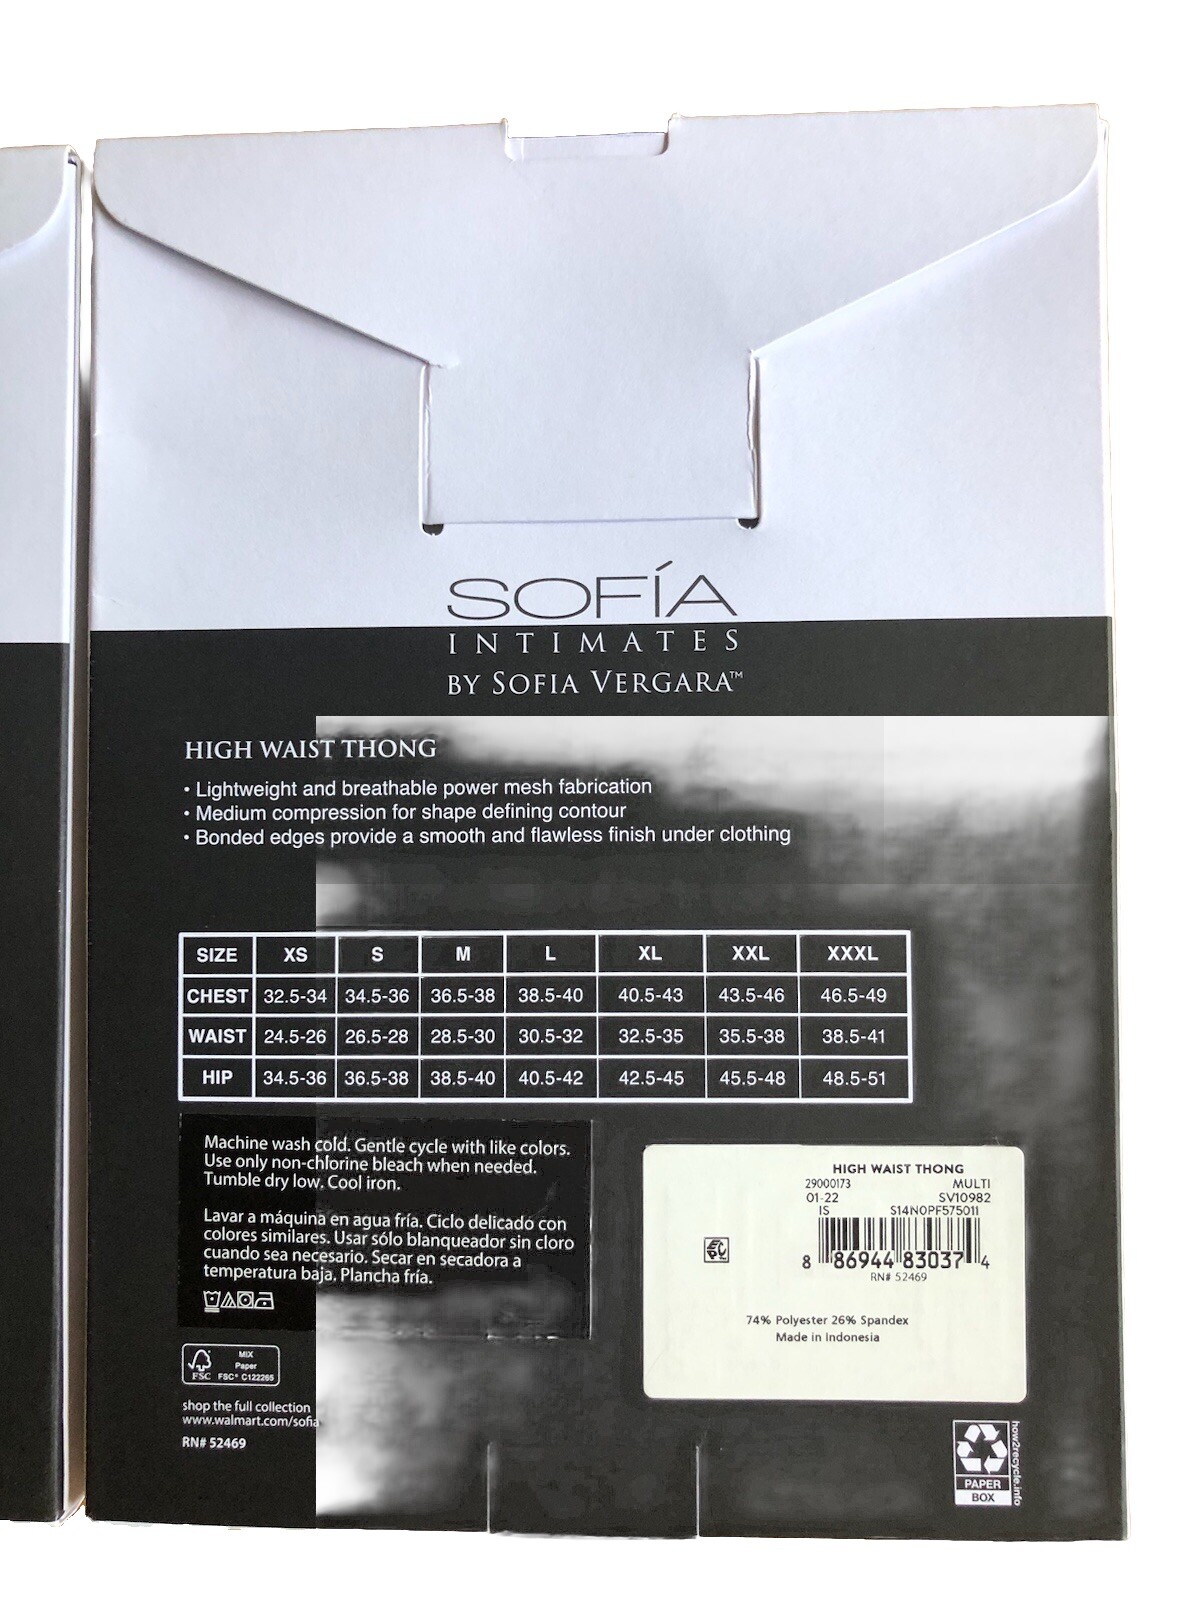 SOFÍA
INTIMATES
BY SOFIA VERGARA™
HIGH WAIST THONG
• Lightweight and breathable power mesh fabrication
• Medium compression for shape defining contour
• Bonded edges provide a smooth and flawless finish under clothing
SIZE XS S M L XL XXL XXXL
CHEST 32.5-34 34.5-36 36.5-38 38.5-40 40.5-43 43.5-46 46.5-49
WAIST 24.5-26 26.5-28 28.5-30 30.5-32 32.5-35 35.5-38 38.5-41
HIP 34.5-36 36.5-38 38.5-40 40.5-42 42.5-45 45.5-48 48.5-51
Machine wash cold. Gentle cycle with like colors.
Use only non-chlorine bleach when needed.
Tumble dry low. Cool iron.
Lavar a máquina en agua fría. Ciclo delicado con
colores similares. Usar sólo blanqueador sin cloro
cuando sea necesario. Secar en secadora a
temperatura baja. Plancha fría.
MIX
Paper
FSC FSC® C122265
shop the full collection
www.walmart.com/sofia
RN# 52469
HIGH WAIST THONG
29000173 MULTI
01-22 SV10982
IS S14N0PF575011
8 86944 83037 4
RN# 52469
74% Polyester 26% Spandex
Made in Indonesia
PAPER
BOX
how2recycle.info